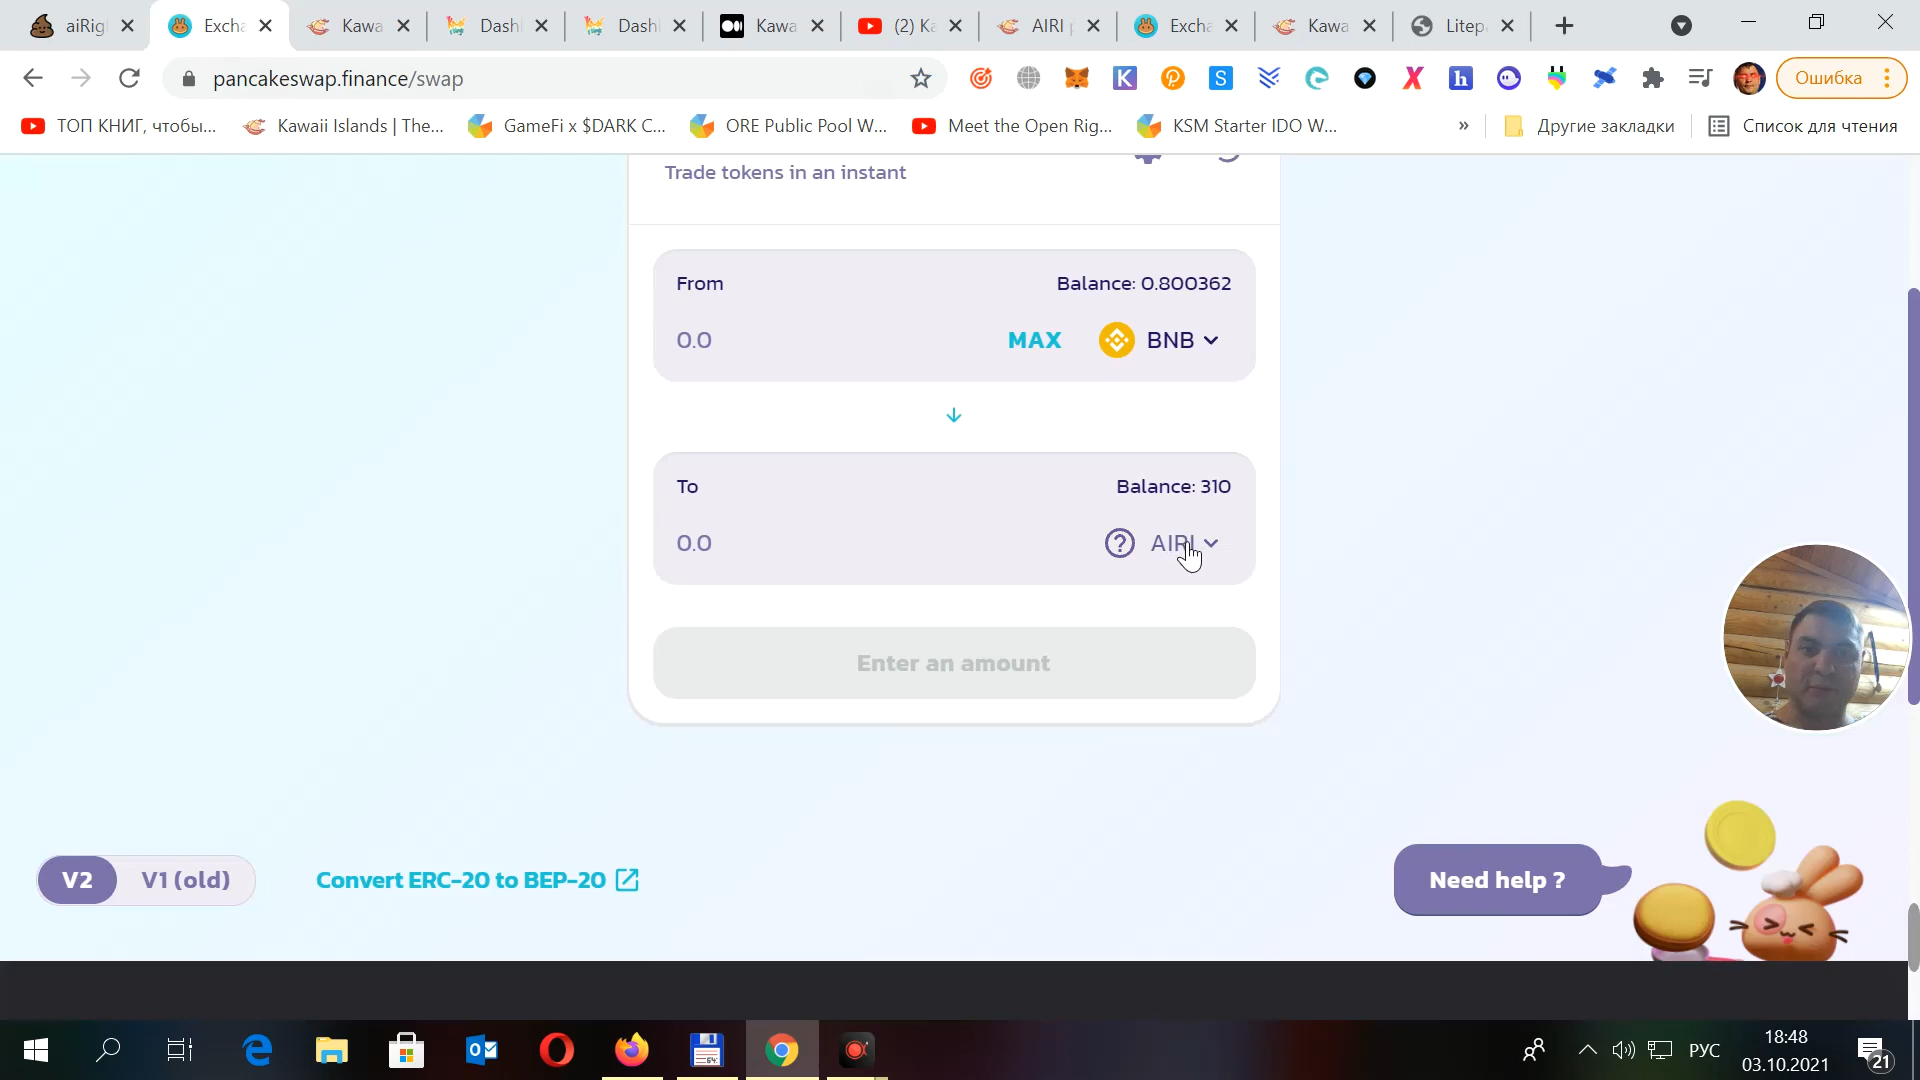 aiRig
Excha
Kawa
Dash
Dash
Kawa
(2) Ka
AIRI p
Excha
Kawa
Litep
pancakeswap.finance/swap
Ошибка
ТОП КНИГ, чтобы...
Kawaii Islands | The...
GameFi x $DARK C...
ORE Public Pool W...
Meet the Open Rig...
KSM Starter IDO W...
»
Другие закладки
Список для чтения
Trade tokens in an instant
From
Balance: 0.800362
0.0
MAX
BNB
To
Balance: 310
0.0
AIRI
Enter an amount
V2
V1 (old)
Convert ERC-20 to BEP-20
Need help ?
РУС
18:48
03.10.2021
21